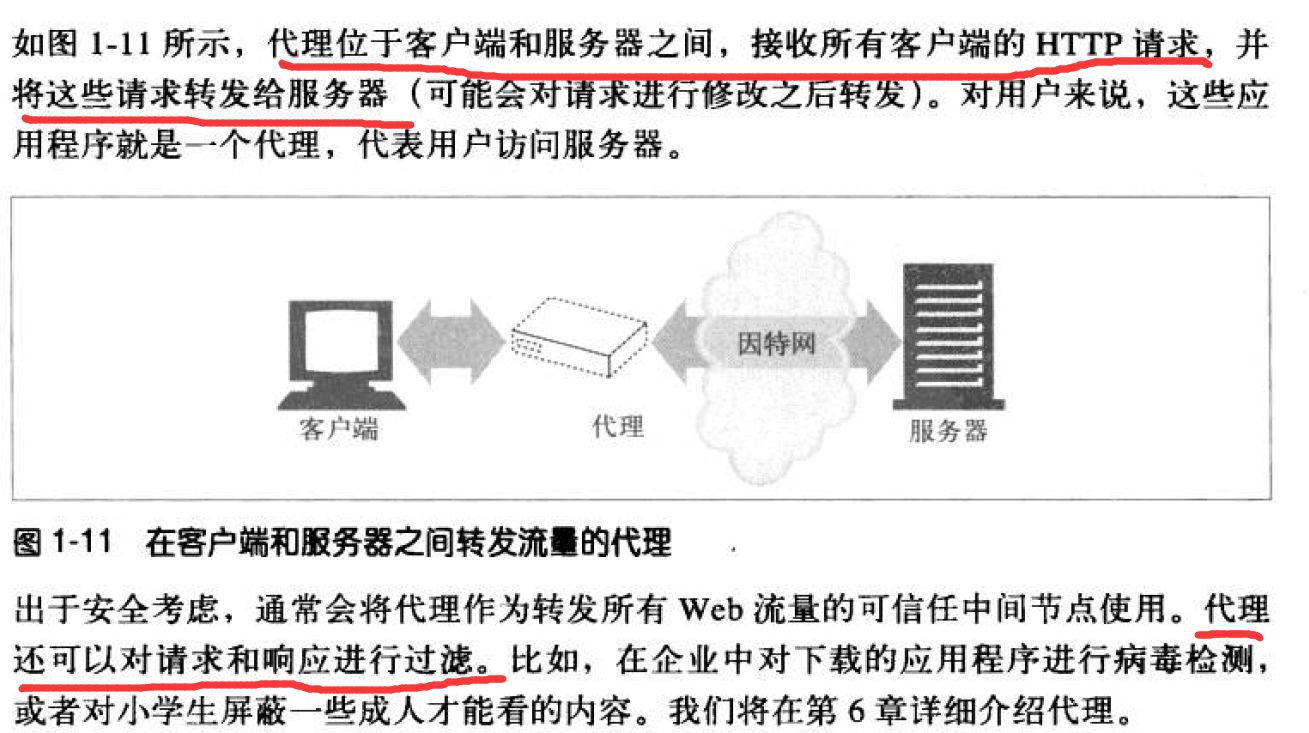 如图 1-11 所示，代理位于客户端和服务器之间，接收所有客户端的 HTTP 请求，并
将这些请求转发给服务器（可能会对请求进行修改之后转发）。对用户来说，这些应
用程序就是一个代理，代表用户访问服务器。
因特网
客户端
代理
服务器
图 1-11 在客户端和服务器之间转发流量的代理
出于安全考虑，通常会将代理作为转发所有 Web 流量的可信任中间节点使用。代理
还可以对请求和响应进行过滤。比如，在企业中对下载的应用程序进行病毒检测，
或者对小学生屏蔽一些成人才能看的内容。我们将在第 6 章详细介绍代理。